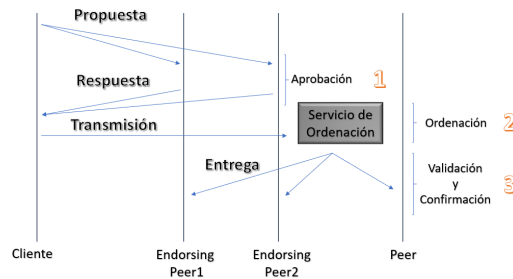 Propuesta
Respuesta
Aprobación
1
Transmisión
Servicio de
Ordenación
Ordenación
2
Entrega
Validación
y
Confirmación
3
Cliente
Endorsing
Peer1
Endorsing
Peer2
Peer